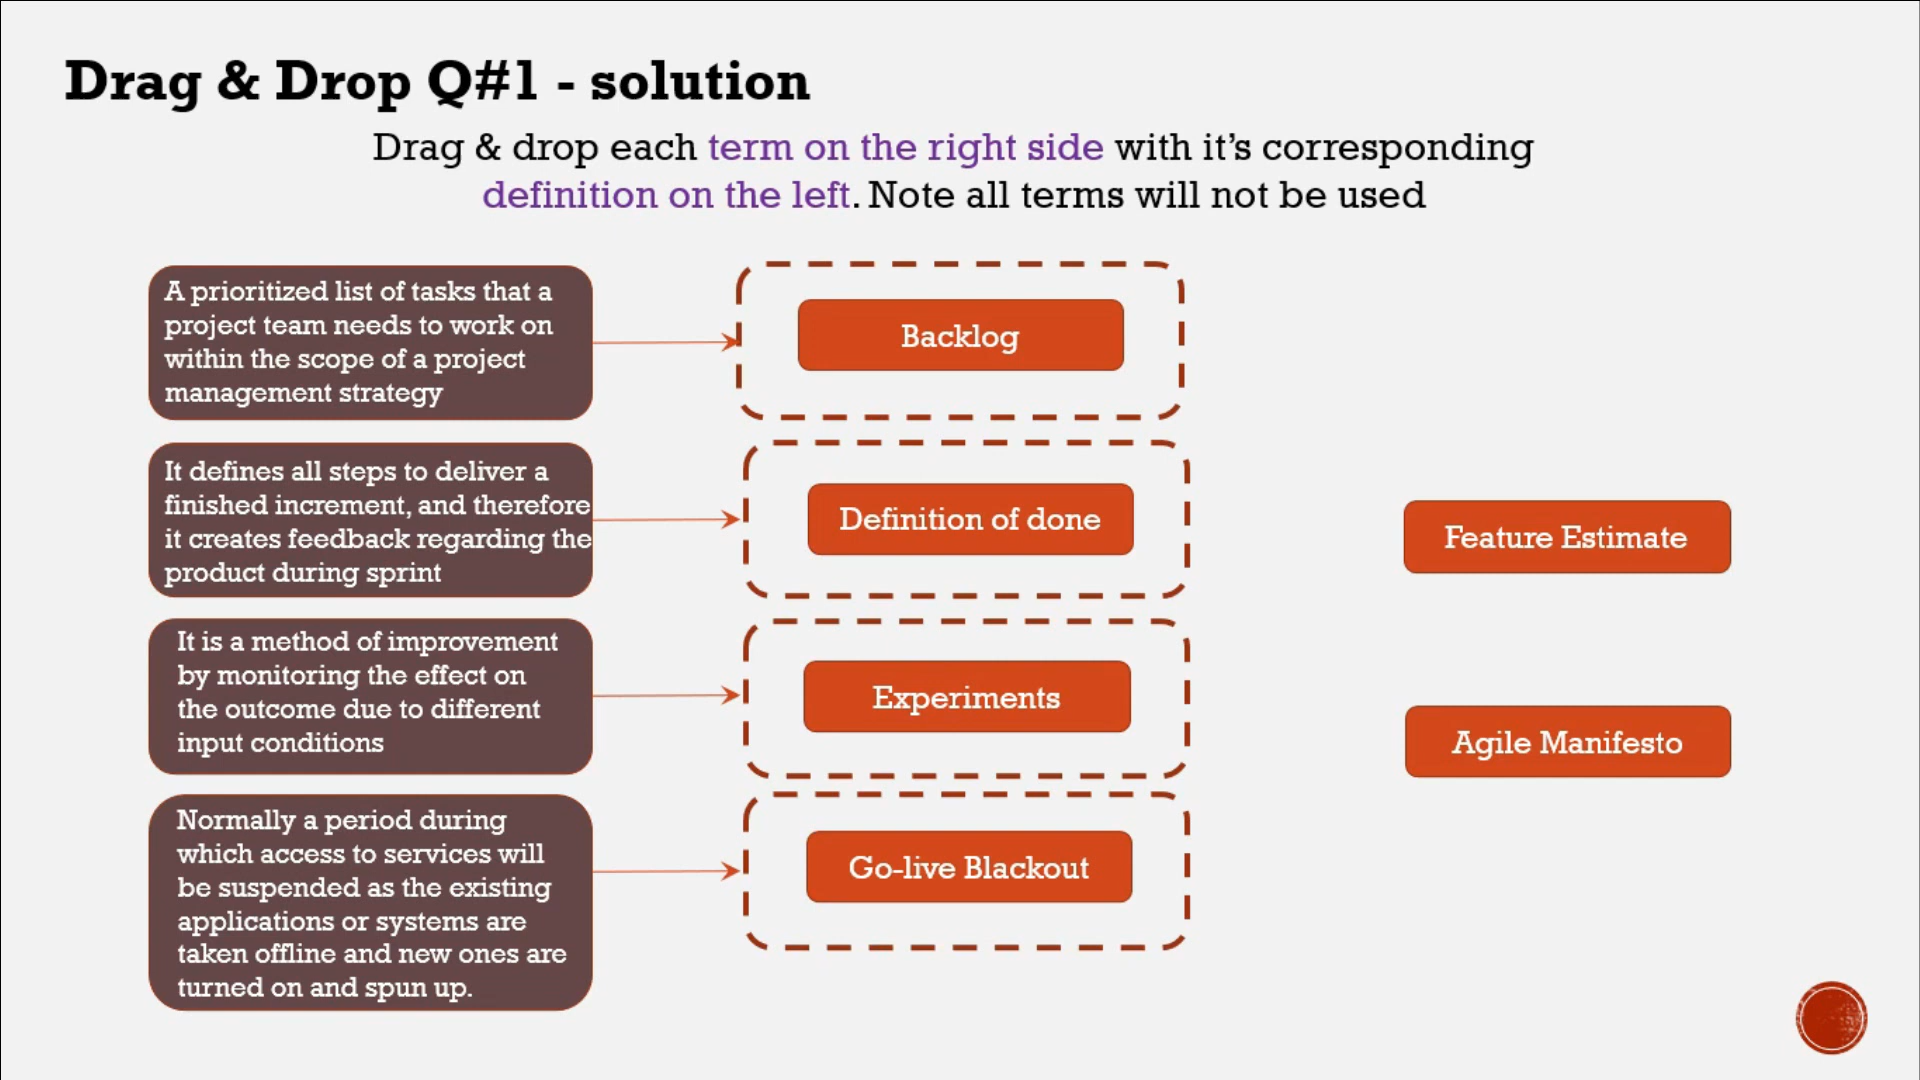 Drag & Drop Q#1 - solution
Drag & drop each term on the right side with it’s corresponding
definition on the left. Note all terms will not be used
A prioritized list of tasks that a
project team needs to work on
within the scope of a project
management strategy
Backlog
It defines all steps to deliver a
finished increment, and therefore
it creates feedback regarding the
product during sprint
Definition of done
Feature Estimate
It is a method of improvement
by monitoring the effect on
the outcome due to different
input conditions
Experiments
Agile Manifesto
Normally a period during
which access to services will
be suspended as the existing
applications or systems are
taken offline and new ones are
turned on and spun up.
Go-live Blackout